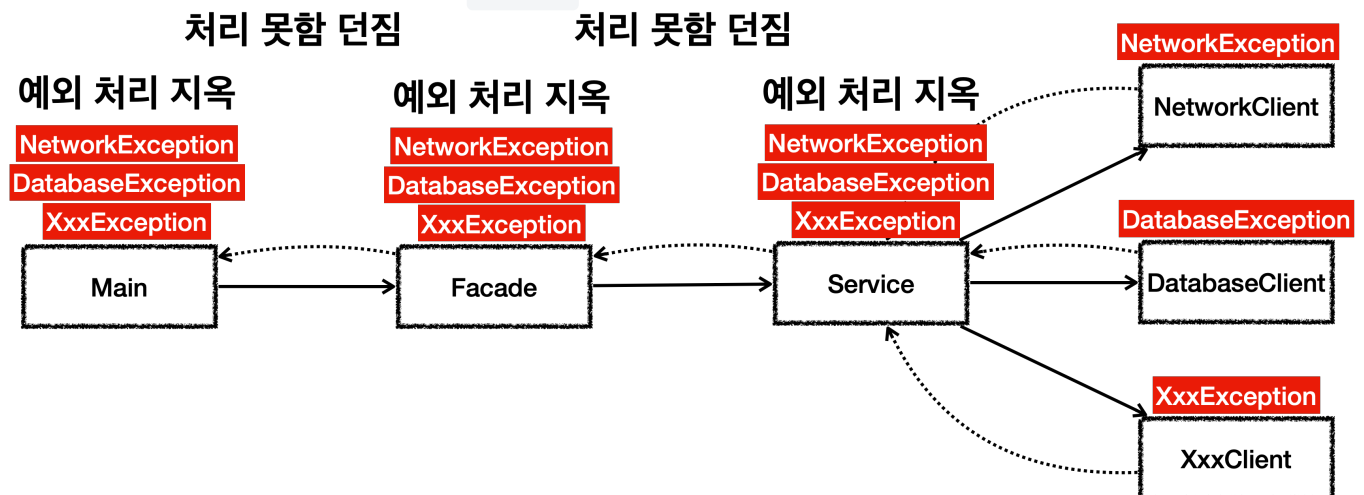 처리 못함 던짐
처리 못함 던짐
예외 처리 지옥
NetworkException
DatabaseException
XxxException
Main
예외 처리 지옥
NetworkException
DatabaseException
XxxException
Facade
예외 처리 지옥
NetworkException
DatabaseException
XxxException
Service
NetworkException
NetworkClient
DatabaseException
DatabaseClient
XxxException
XxxClient